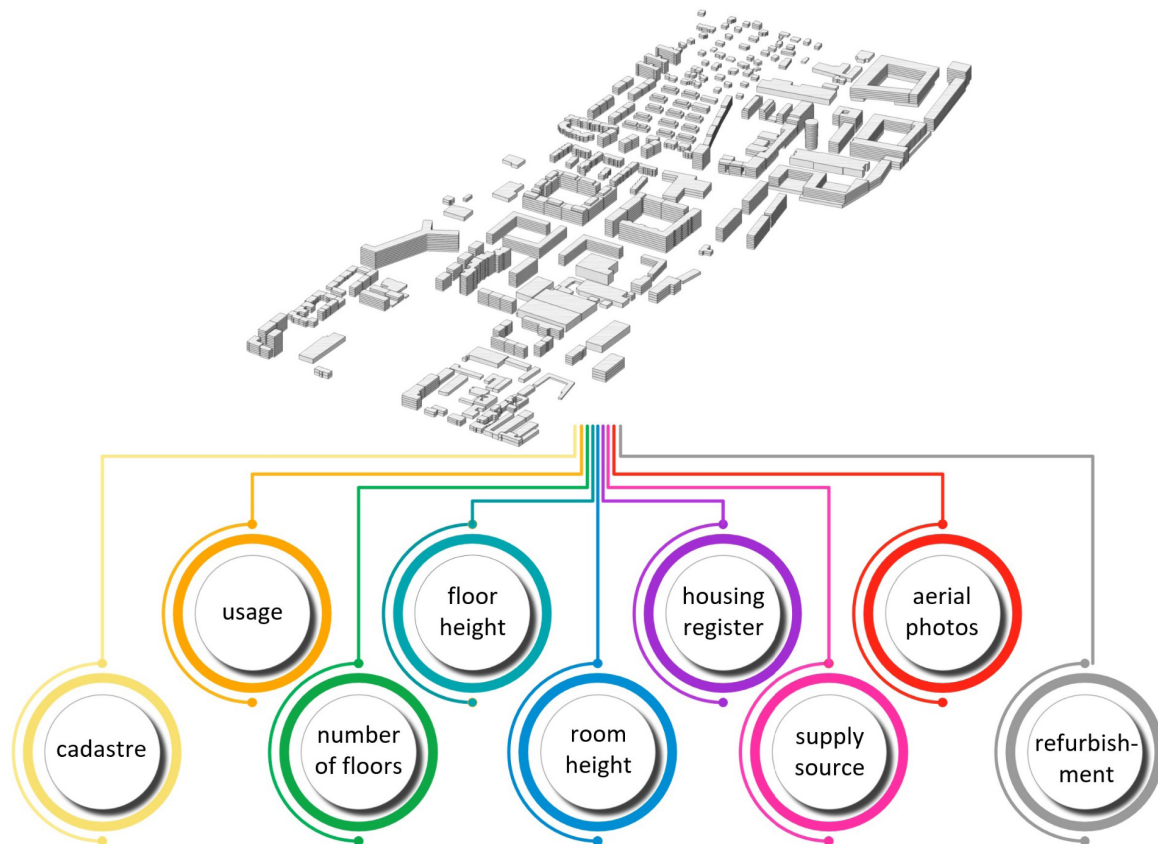 usage
floor
height
housing
register
aerial
photos
cadastre
number
of floors
room
height
supply
source
refurbish-
ment